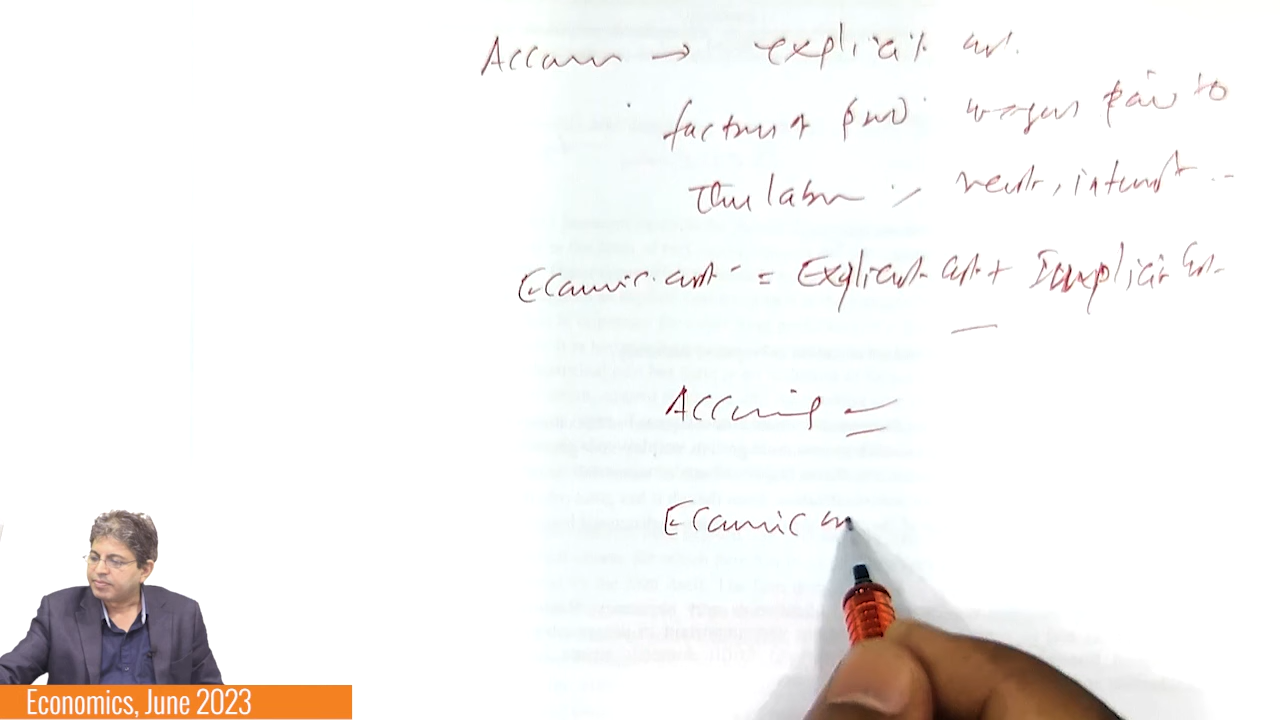 Accoun → explicit cost.
factors of prod wages paid to
the labor, rent, interest ..
Economic cost = Explicit cost + Implicit cost
Accounting =
Economic
Economics, June 2023